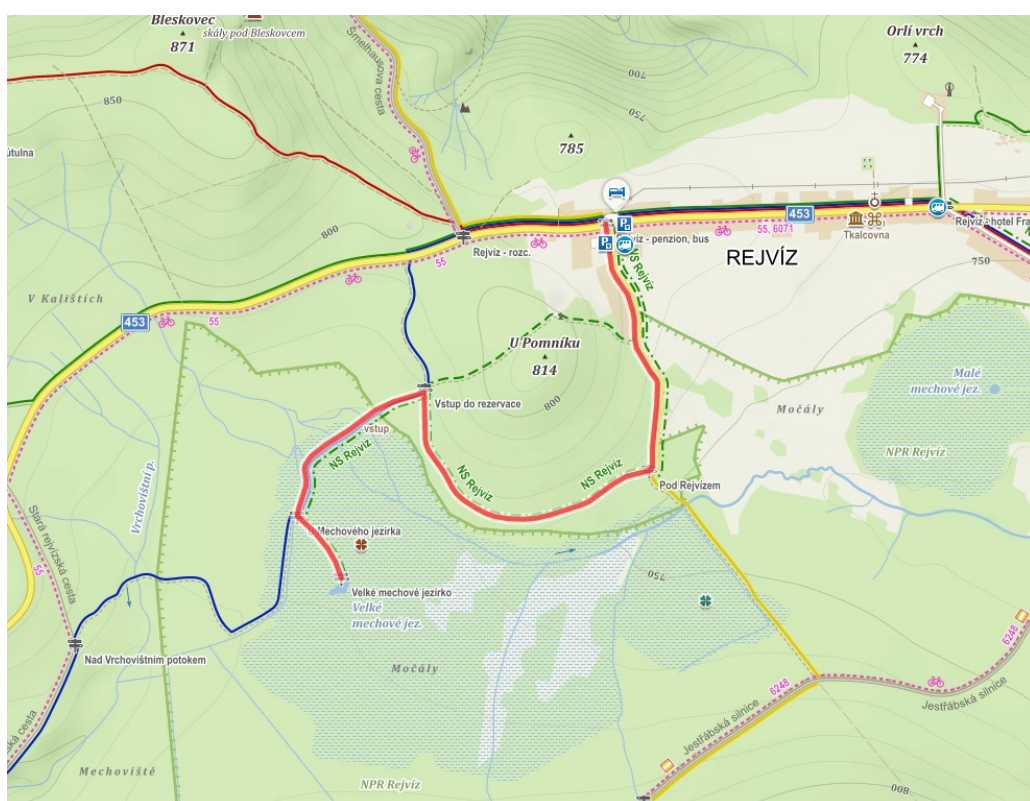 Bleskovec
skály pod Bleskovcem
871
Šmelhausova cesta
Orlí vrch
774
700
750
850
785
800
453
55, 6071
Tkalcovna
Rejvíz - hotel Fra
Rejvíz - rozc.
penzion, bus
REJVÍZ
750
55
V Kalištích
453
55
NS Rejvíz
U Pomníku
814
800
Malé
mechové jez.
Vstup do rezervace
Močály
vstup
NS Rejvíz
NS Rejvíz
NS Rejvíz
NPR Rejvíz
Vrchovištní p.
Pod Rejvízem
Stará rejvízská cesta
55
Mechového jezírka
750
Velké mechové jezírko
Velké
mechové jez.
Nad Vrchovištním potokem
Močály
6248
6248
Jestřábská silnice
Jestřábská silnice
Mechoviště
NPR Rejvíz
800